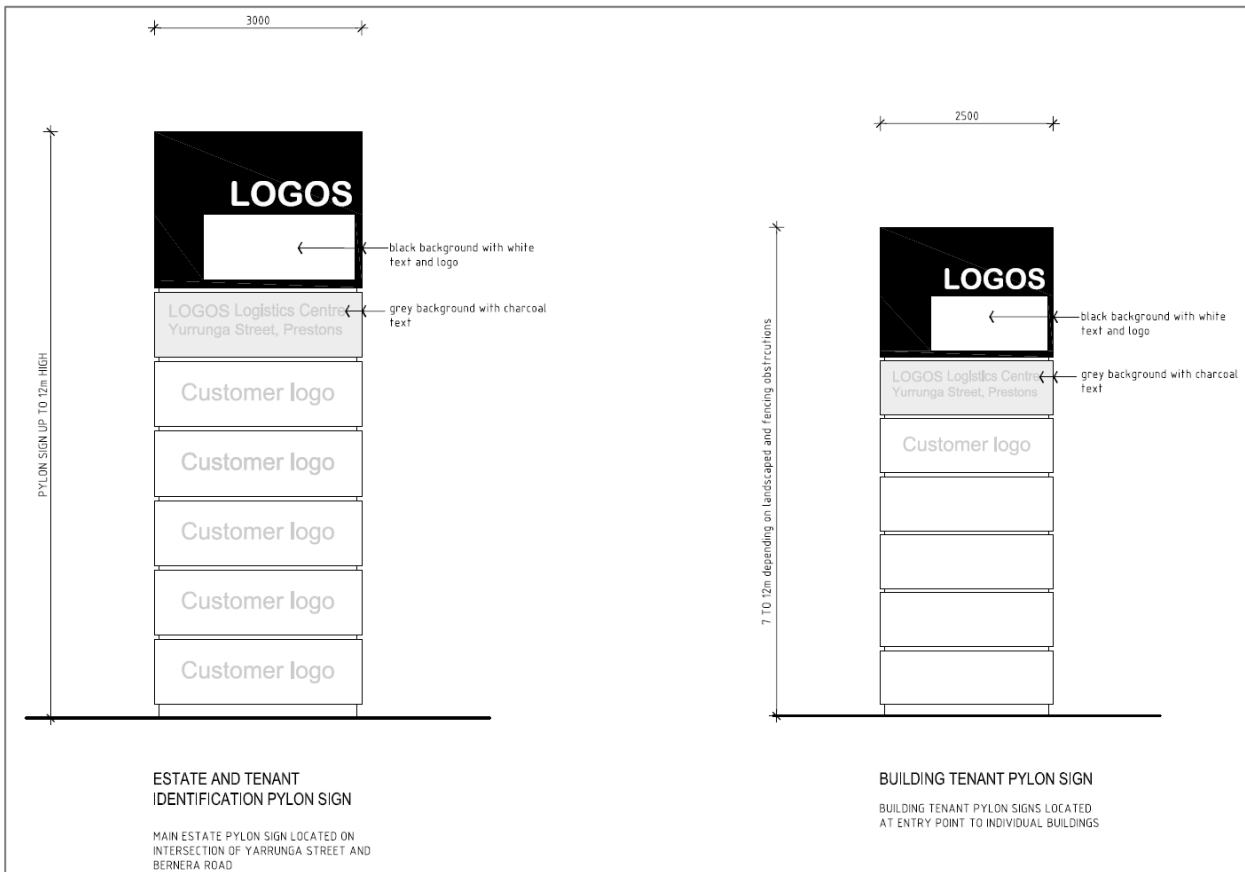 3000
PYLON SIGN UP TO 12m HIGH
LOGOS
black background with white
text and logo
LOGOS Logistics Centre
Yurrunga Street, Prestons
grey background with charcoal
text
Customer logo
Customer logo
Customer logo
Customer logo
Customer logo
ESTATE AND TENANT
IDENTIFICATION PYLON SIGN
MAIN ESTATE PYLON SIGN LOCATED ON
INTERSECTION OF YARRUNGA STREET AND
BERNERA ROAD
2500
7 TO 12m depending on landscaped and fencing obstrcutions
LOGOS
black background with white
text and logo
LOGOS Logistics Centre
Yurrunga Street, Prestons
grey background with charcoal
text
Customer logo
BUILDING TENANT PYLON SIGN
BUILDING TENANT PYLON SIGNS LOCATED
AT ENTRY POINT TO INDIVIDUAL BUILDINGS